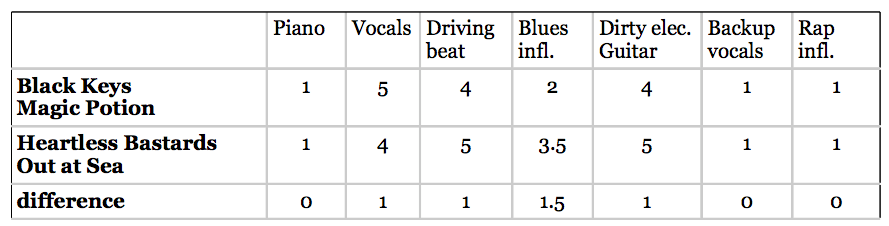 Piano Vocals Driving beat Blues infl. Dirty elec. Guitar Backup vocals Rap infl.
Black Keys Magic Potion 1 5 4 2 4 1 1
Heartless Bastards Out at Sea 1 4 5 3.5 5 1 1
difference 0 1 1 1.5 1 0 0